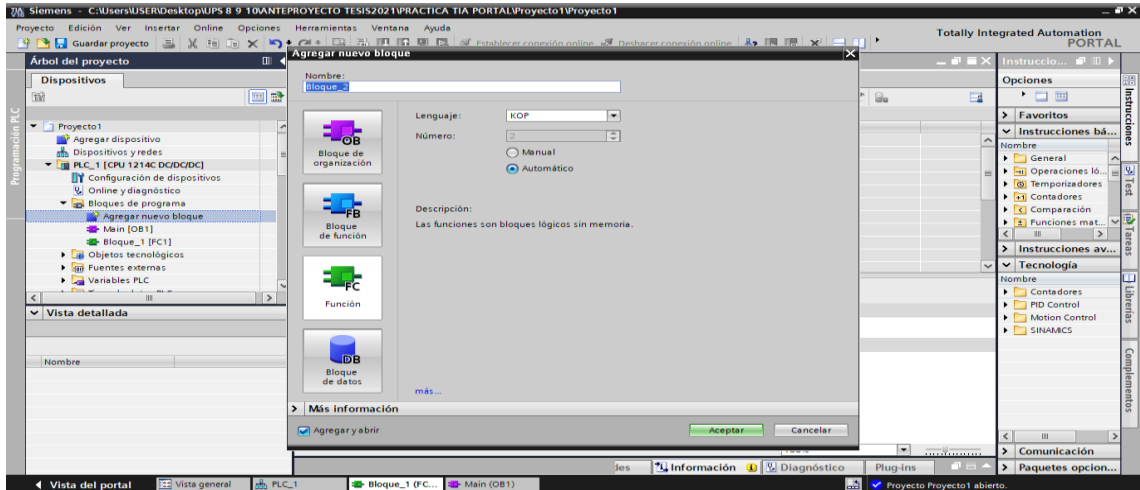 Siemens - C:\Users\USER\Desktop\UPS 8 9 10\ANTEPROYECTO TESIS2021\PRACTICA TIA PORTAL\Proyecto1\Proyecto1
Proyecto Edición Ver Insertar Online Opciones Herramientas Ventana Ayuda
Totally Integrated Automation
PORTAL
Guardar proyecto
Establecer conexión online
Deshacer conexión online
Árbol del proyecto
Dispositivos
Programación PLC
Proyecto1
Agregar dispositivo
Dispositivos y redes
PLC_1 [CPU 1214C DC/DC/DC]
Configuración de dispositivos
Online y diagnóstico
Bloques de programa
Agregar nuevo bloque
Main [OB1]
Bloque_1 [FC1]
Objetos tecnológicos
Fuentes externas
Variables PLC
Vista detallada
Nombre
Agregar nuevo bloque
Nombre:
Bloque_2
OB
Bloque de
organización
FB
Bloque
de función
FC
Función
DB
Bloque
de datos
Lenguaje: KOP
Número: 2
Manual
Automático
Descripción:
Las funciones son bloques lógicos sin memoria.
más...
Más información
Agregar y abrir
Aceptar Cancelar
Instruccio...
Opciones
Favoritos
Instrucciones bá...
Nombre
General
Operaciones ló...
Temporizadores
Contadores
Comparación
Funciones mat...
Instrucciones av...
Tecnología
Nombre
Contadores
PID Control
Motion Control
SINAMICS
Comunicación
Paquetes opcion...
Instrucciones
Test
Tareas
Librerías
Complementos
Información Diagnóstico Plug-ins
Vista del portal Vista general PLC_1 Bloque_1 (FC... Main (OB1) Proyecto Proyecto1 abierto.